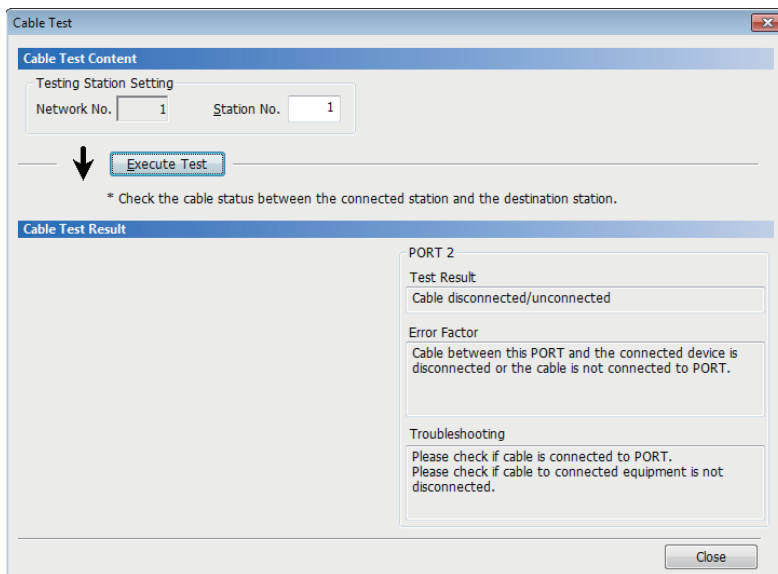 Cable Test
Cable Test Content
Testing Station Setting
Network No. 1 Station No. 1
Execute Test
* Check the cable status between the connected station and the destination station.
Cable Test Result
PORT 2
Test Result
Cable disconnected/unconnected
Error Factor
Cable between this PORT and the connected device is
disconnected or the cable is not connected to PORT.
Troubleshooting
Please check if cable is connected to PORT.
Please check if cable to connected equipment is not
disconnected.
Close